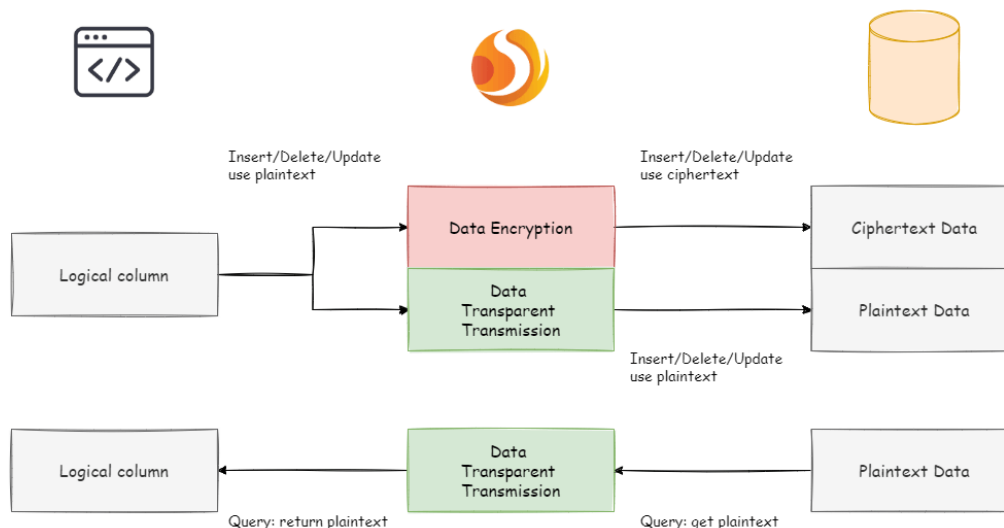 </>
Insert/Delete/Update
use plaintext
Insert/Delete/Update
use ciphertext
Logical column
Data Encryption
Ciphertext Data
Data
Transparent
Transmission
Plaintext Data
Insert/Delete/Update
use plaintext
Logical column
Data
Transparent
Transmission
Plaintext Data
Query: return plaintext
Query: get plaintext